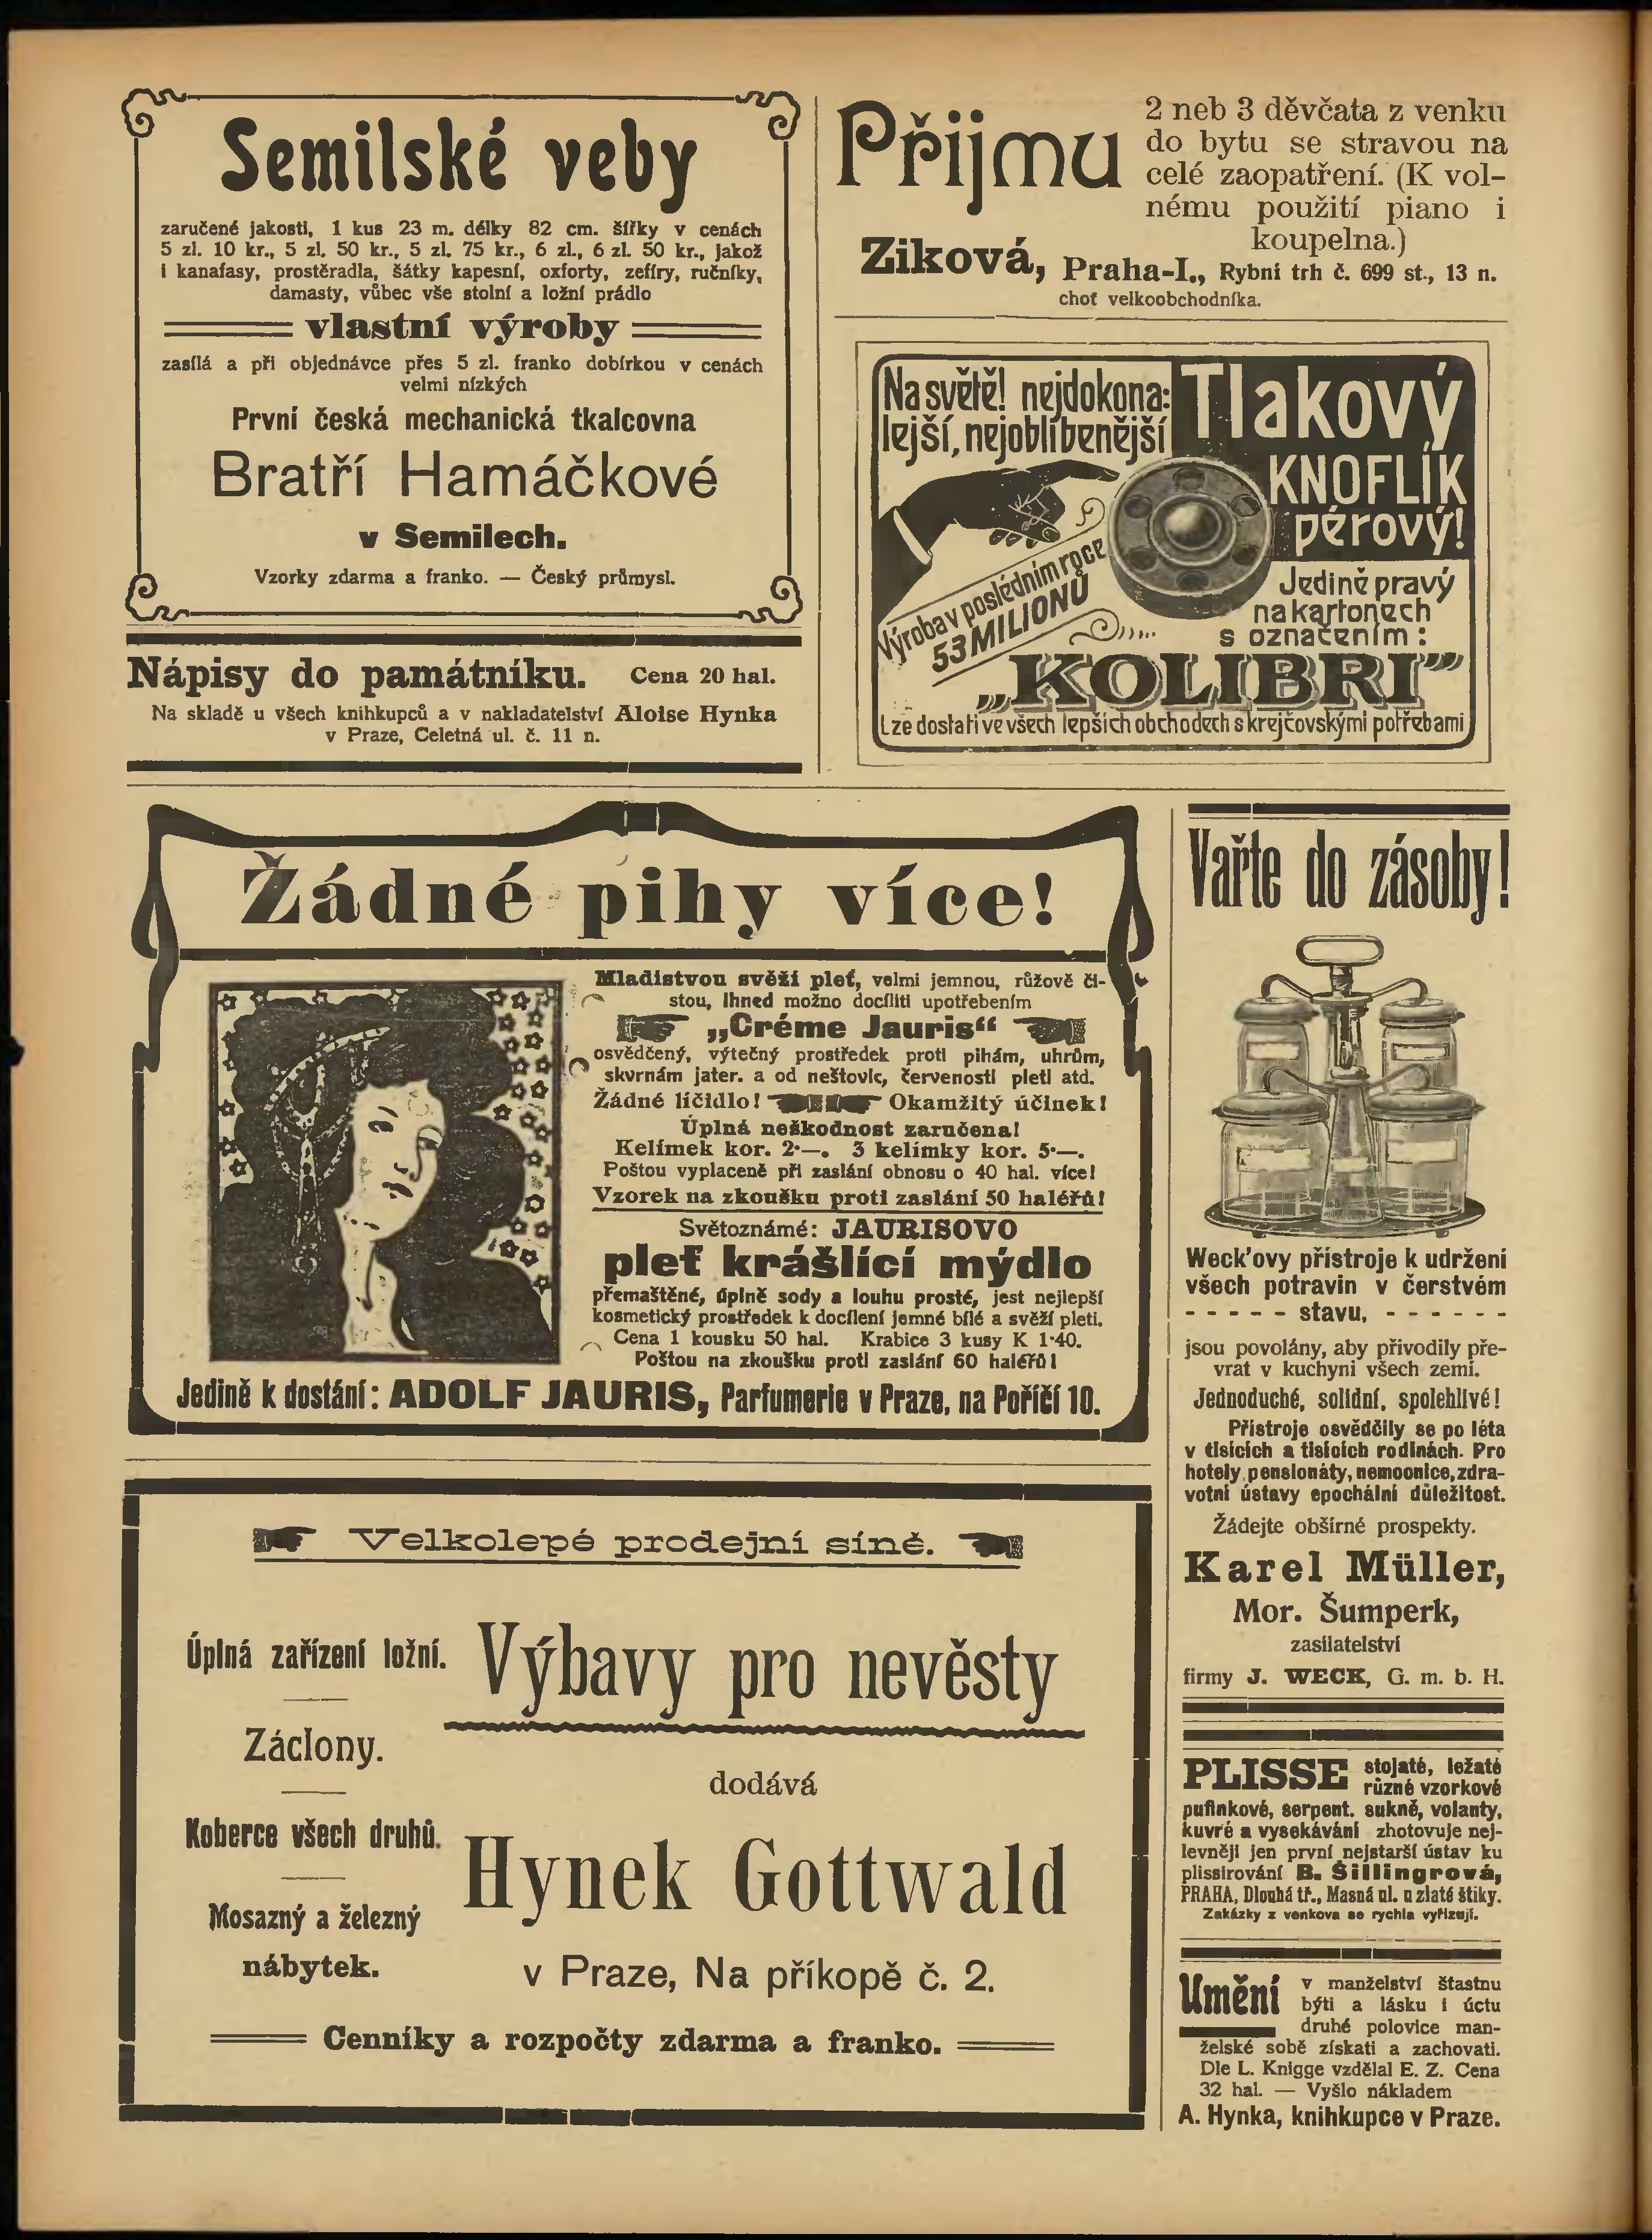 Semilské veby
zaručené jakosti, 1 kus 23 m. délky 82 cm. šířky v cenách
5 zl. 10 kr., 5 zl. 50 kr., 5 zl. 75 kr., 6 zl., 6 zl. 50 kr., jakož
i kanafasy, prostěradla, šátky kapesní, oxforty, zefíry, ručníky,
damasty, vůbec vše stolní a ložní prádlo
vlastní výroby
zasílá a při objednávce přes 5 zl. franko dobírkou v cenách
velmi nízkých
První česká mechanická tkalcovna
Bratří Hamáčkové
v Semilech.
Vzorky zdarma a franko. — Český průmysl.
Nápisy do památníku. Cena 20 hal.
Na skladě u všech knihkupců a v nakladatelství Aloise Hynka
v Praze, Celetná ul. č. 11 n.
Přijmu
2 neb 3 děvčata z venku
do bytu se stravou na
celé zaopatření. (K vol-
nému použití piano i
koupelna.)
Ziková, Praha-I., Rybní trh č. 699 st., 13 n.
choť velkoobchodníka.
Na světě! nejdokona:
lejší, nejoblíbenější
Tlakový
KNOFLÍK
pérový!
Výroba v posledním roce
53 MILIONŮ
Jedině pravý
na kartonech
s označením:
„KOLIBRI"
Lze dostati ve všech lepších obchodech s krejčovskými potřebami
Žádné pihy více!
Mladistvou svěží pleť, velmi jemnou, růžově či-
stou, ihned možno docíliti upotřebením
„Créme Jauris“
osvědčený, výtečný prostředek proti pihám, uhrům,
skvrnám jater. a od neštovic, červenosti pleti atd.
Žádné líčidlo! Okamžitý účinek!
Úplná neškodnost zaručena!
Kelímek kor. 2·—. 3 kelímky kor. 5·—.
Poštou vyplaceně při zaslání obnosu o 40 hal. více!
Vzorek na zkoušku proti zaslání 50 haléřů!
Světoznámé: JAURISOVO
pleť krášlící mýdlo
přemaštěné, úplně sody a louhu prosté, jest nejlepší
kosmetický prostředek k docílení jemné bílé a svěží pleti.
Cena 1 kousku 50 hal. Krabice 3 kusy K 1·40.
Poštou na zkoušku proti zaslání 60 haléřů!
Jedině k dostání: ADOLF JAURIS, Parfumerie v Praze, na Poříčí 10.
Velkolepé prodejní síně.
Úplná zařízení ložní.
Záclony.
Koberce všech druhů.
Mosazný a železný
nábytek.
Výbavy pro nevěsty
dodává
Hynek Gottwald
v Praze, Na příkopě č. 2.
Cenníky a rozpočty zdarma a franko.
Vařte do zásoby!
Weck'ovy přístroje k udržení
všech potravin v čerstvém
- - - - - stavu, - - - - - -
jsou povolány, aby přivodily pře-
vrat v kuchyni všech zemí.
Jednoduché, solidní, spolehlivé!
Přístroje osvědčily se po léta
v tisících a tisících rodinách. Pro
hotely, pensionáty, nemocnice, zdra-
votní ústavy epochální důležitost.
Žádejte obšírné prospekty.
Karel Müller,
Mor. Šumperk,
zasilatelství
firmy J. WECK, G. m. b. H.
PLISSE stojaté, ležaté
různé vzorkové
pufinkové, serpent. sukně, volanty,
kuvré a vysekávání zhotovuje nej-
levněji jen první nejstarší ústav ku
plissirování B. Šillingrová,
PRAHA, Dlouhá tř., Masná ul. u zlaté štiky.
Zakázky z venkova se rychle vyřizují.
Umění v manželství šťastnu
býti a lásku i úctu
druhé polovice man-
želské sobě získati a zachovati.
Dle L. Knigge vzdělal E. Z. Cena
32 hal. — Vyšlo nákladem
A. Hynka, knihkupce v Praze.